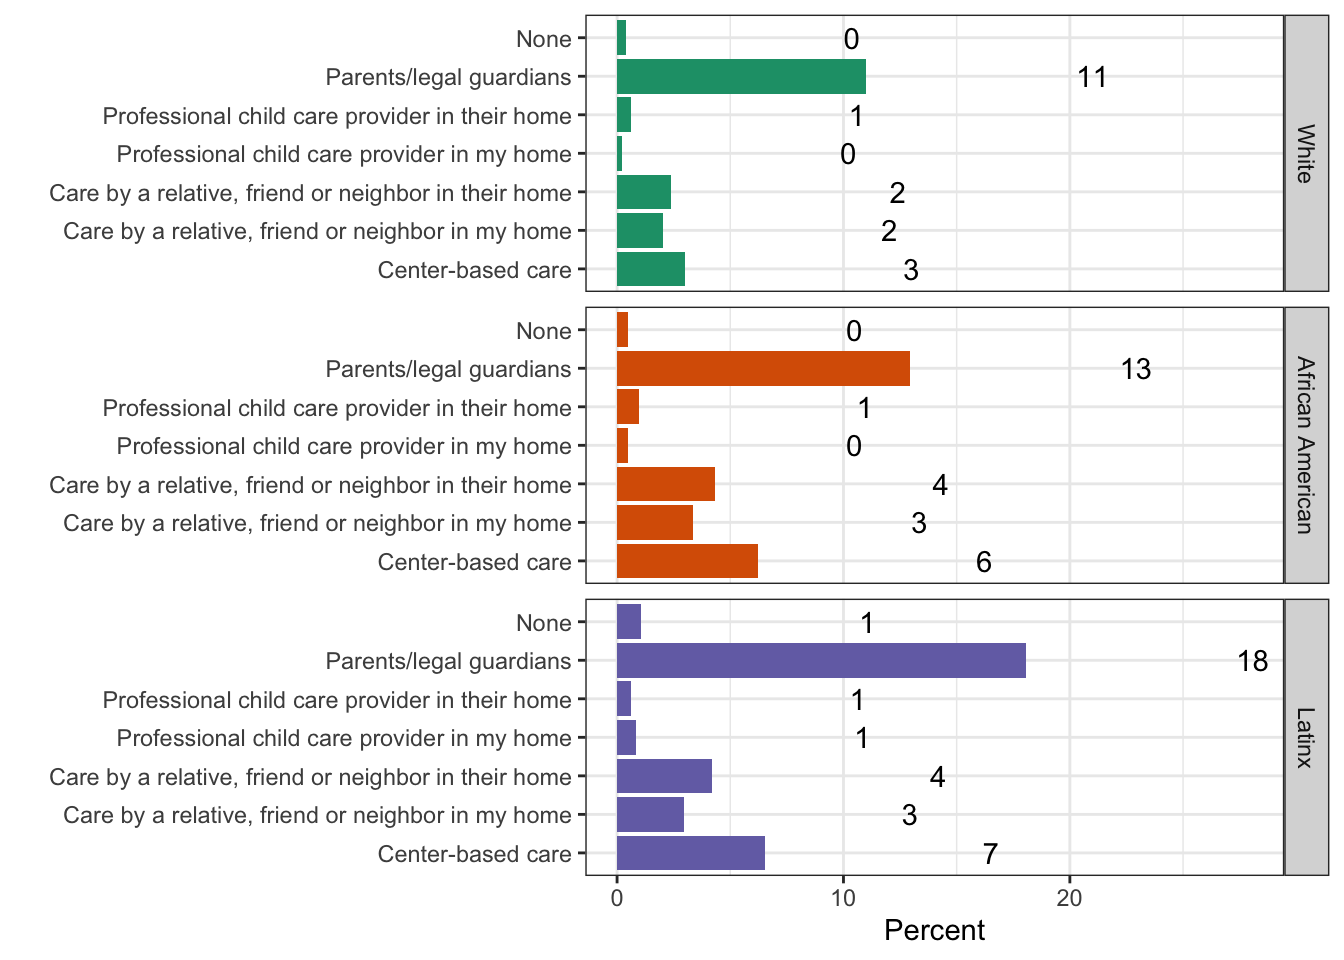 None 0
Parents/legal guardians 11
Professional child care provider in their home 1
Professional child care provider in my home 0
Care by a relative, friend or neighbor in their home 2
Care by a relative, friend or neighbor in my home 2
Center-based care 3
White
None 0
Parents/legal guardians 13
Professional child care provider in their home 1
Professional child care provider in my home 0
Care by a relative, friend or neighbor in their home 4
Care by a relative, friend or neighbor in my home 3
Center-based care 6
African American
None 1
Parents/legal guardians 18
Professional child care provider in their home 1
Professional child care provider in my home 1
Care by a relative, friend or neighbor in their home 4
Care by a relative, friend or neighbor in my home 3
Center-based care 7
Latinx
0 10 20
Percent